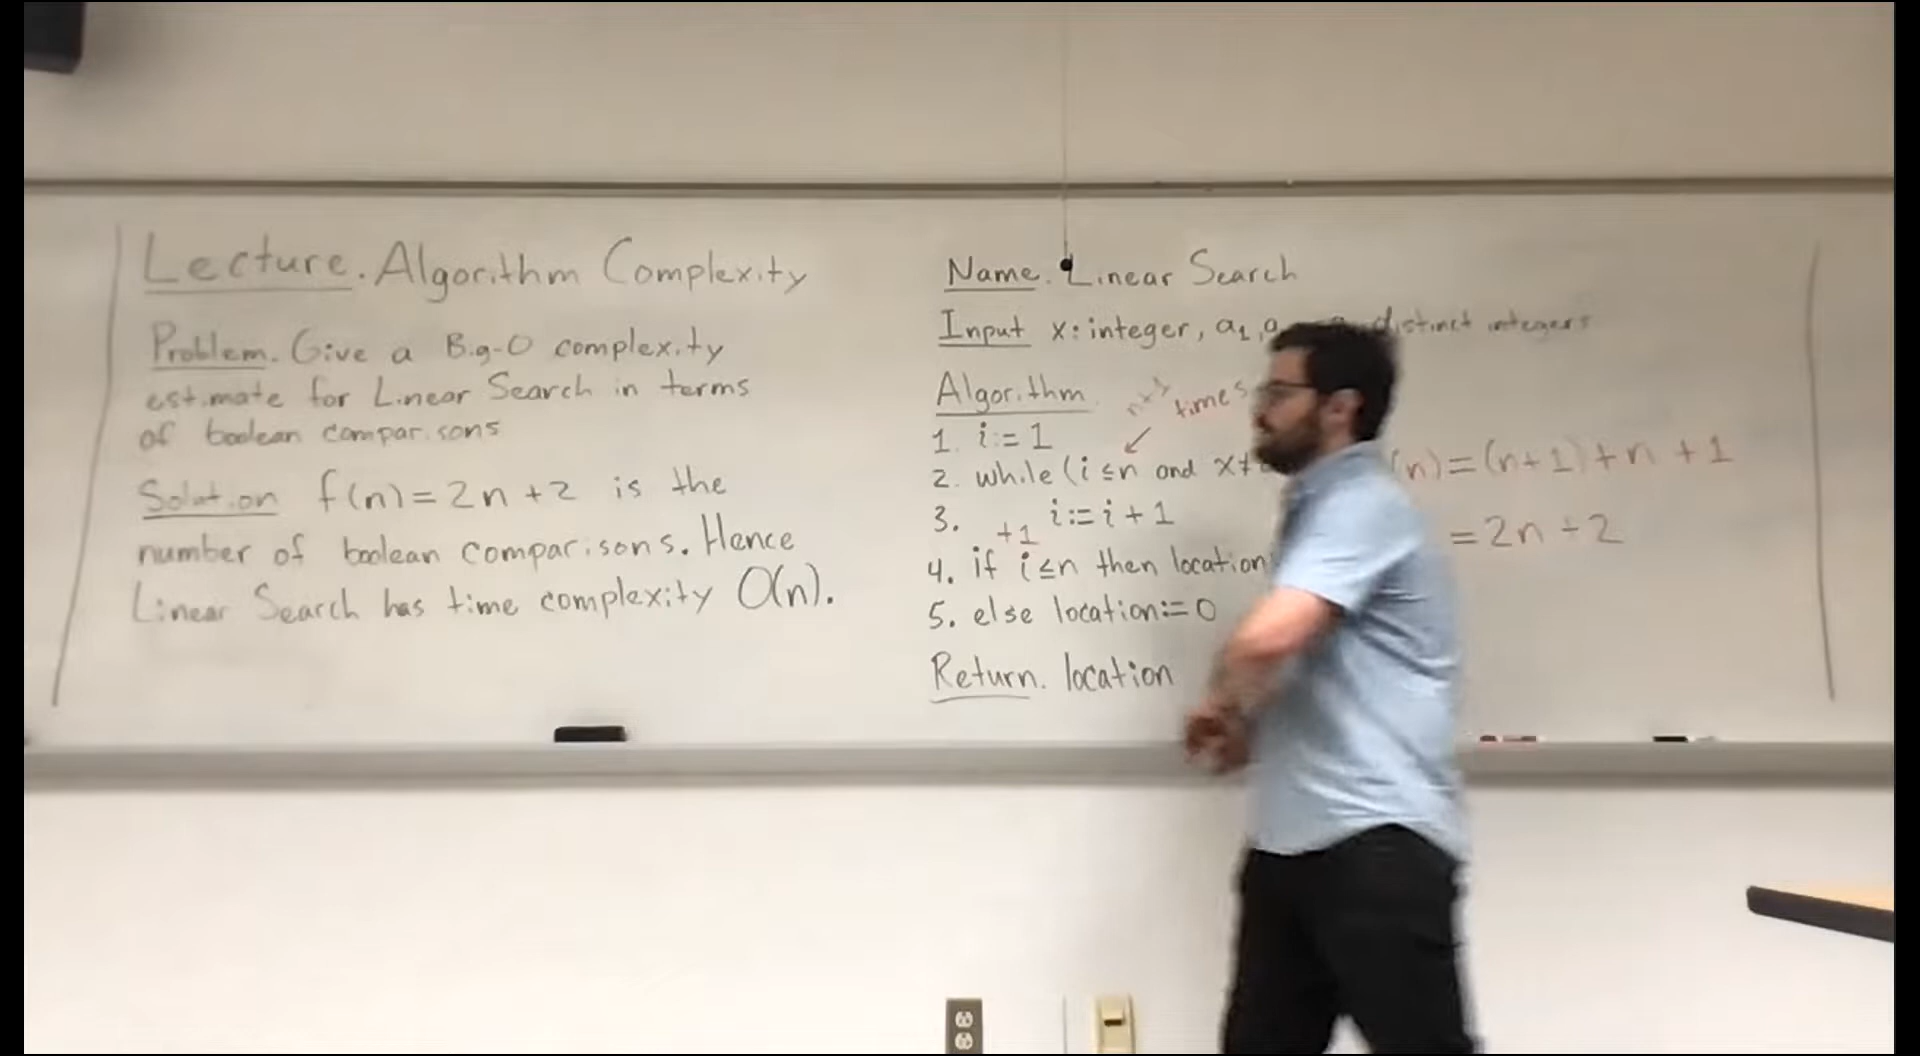 Lecture. Algorithm Complexity
Problem. Give a Big-O complexity
estimate for Linear Search in terms
of boolean comparisons
Solution f(n)=2n+2 is the
number of boolean comparisons. Hence
Linear Search has time complexity O(n).
Name. Linear Search
Input x: integer, a₁, distinct integers
Algorithm.
n+1 times
1. i:=1
2. while (i≤n and x≠
3. i:=i+1
+1
4. if i≤n then location
5. else location:=0
Return. location
(n)=(n+1)+n+1
=2n+2